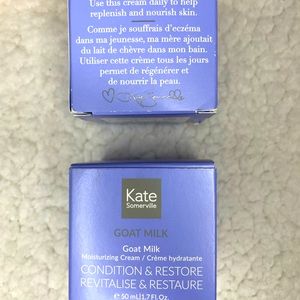 Use this cream daily to help
replenish and nourish skin.
Comme je souffrais d'eczéma
dans ma jeunesse, ma mère ajoutait
du lait de chèvre dans mon bain.
Utiliser cette crème tous les jours
permet de régénérer et
de nourrir la peau.
Kate
Somerville
GOAT MILK
Goat Milk
Moisturizing Cream / Crème hydratante
CONDITION & RESTORE
REVITALISE & RESTAURE
e 50 mL | 1.7 Fl Oz